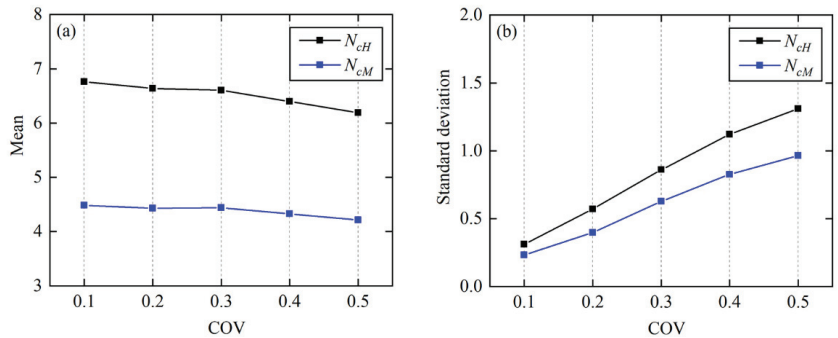 (a)
N_cH
N_cM
Mean
8
7
6
5
4
3
0.1 0.2 0.3 0.4 0.5
COV
(b)
N_cH
N_cM
Standard deviation
2.0
1.5
1.0
0.5
0.0
0.1 0.2 0.3 0.4 0.5
COV